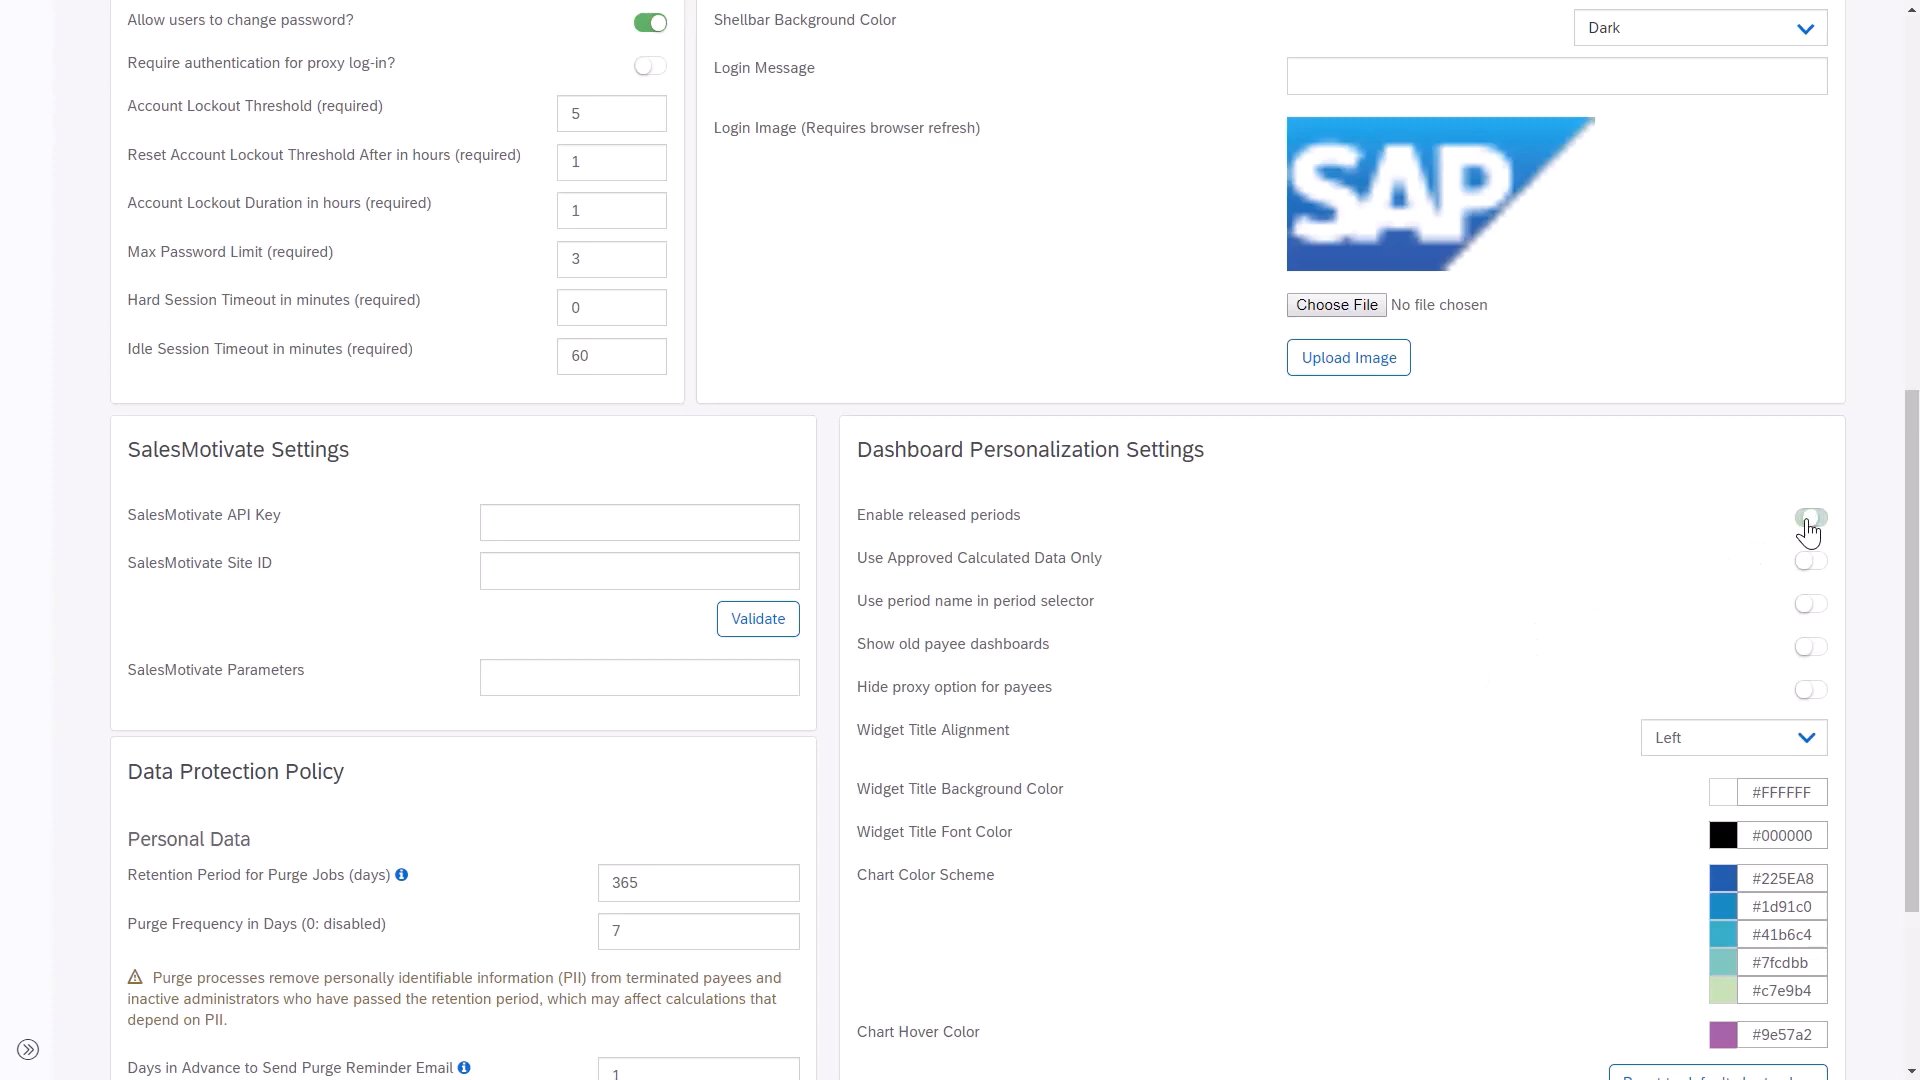 Allow users to change password?
Require authentication for proxy log-in?
Account Lockout Threshold (required)
5
Reset Account Lockout Threshold After in hours (required)
1
Account Lockout Duration in hours (required)
1
Max Password Limit (required)
3
Hard Session Timeout in minutes (required)
0
Idle Session Timeout in minutes (required)
60
Shellbar Background Color
Dark
Login Message
Login Image (Requires browser refresh)
SAP
Choose File No file chosen
Upload Image
SalesMotivate Settings
SalesMotivate API Key
SalesMotivate Site ID
Validate
SalesMotivate Parameters
Data Protection Policy
Personal Data
Retention Period for Purge Jobs (days)
365
Purge Frequency in Days (0: disabled)
7
Purge processes remove personally identifiable information (PII) from terminated payees and
inactive administrators who have passed the retention period, which may affect calculations that
depend on PII.
Days in Advance to Send Purge Reminder Email
1
Dashboard Personalization Settings
Enable released periods
Use Approved Calculated Data Only
Use period name in period selector
Show old payee dashboards
Hide proxy option for payees
Widget Title Alignment
Left
Widget Title Background Color
#FFFFFF
Widget Title Font Color
#000000
Chart Color Scheme
#225EA8
#1d91c0
#41b6c4
#7fcdbb
#c7e9b4
Chart Hover Color
#9e57a2